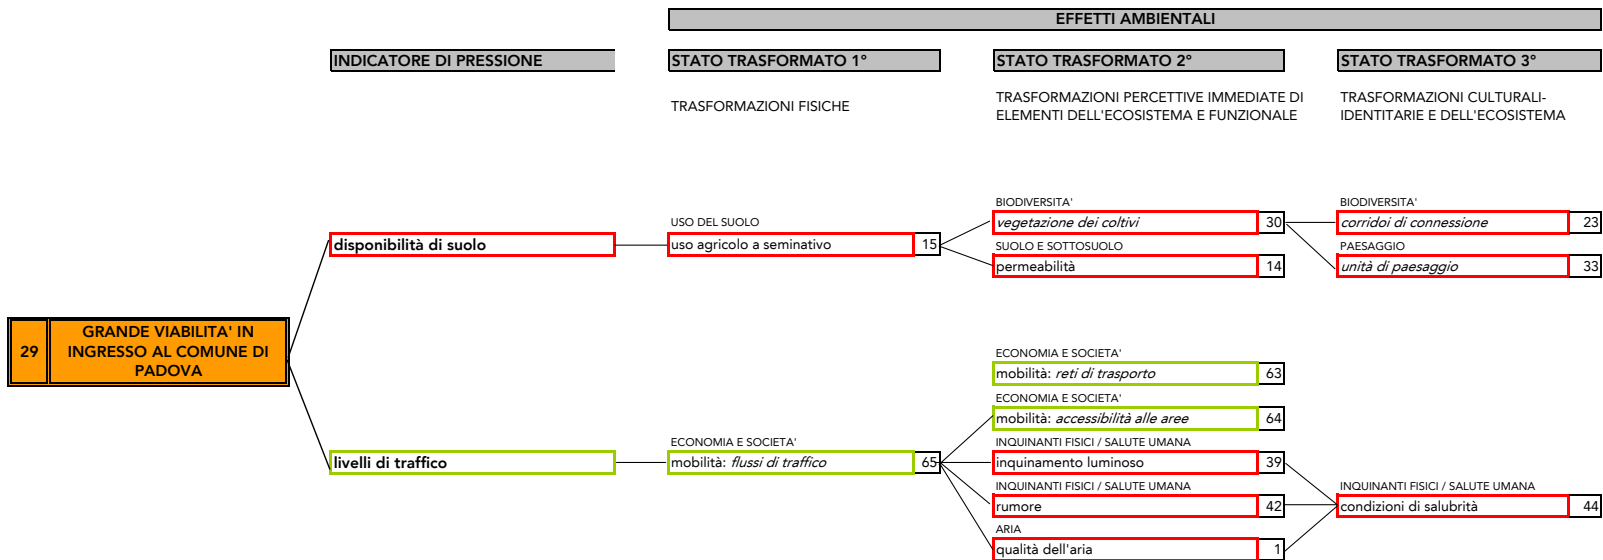 EFFETTI AMBIENTALI
INDICATORE DI PRESSIONE
STATO TRASFORMATO 1°
STATO TRASFORMATO 2°
STATO TRASFORMATO 3°
TRASFORMAZIONI FISICHE
TRASFORMAZIONI PERCETTIVE IMMEDIATE DI
ELEMENTI DELL'ECOSISTEMA E FUNZIONALE
TRASFORMAZIONI CULTURALI-
IDENTITARIE E DELL'ECOSISTEMA
29
GRANDE VIABILITA' IN
INGRESSO AL COMUNE DI
PADOVA
disponibilità di suolo
USO DEL SUOLO
uso agricolo a seminativo 15
BIODIVERSITA'
vegetazione dei coltivi 30
SUOLO E SOTTOSUOLO
permeabilità 14
BIODIVERSITA'
corridoi di connessione 23
PAESAGGIO
unità di paesaggio 33
livelli di traffico
ECONOMIA E SOCIETA'
mobilità: flussi di traffico 65
ECONOMIA E SOCIETA'
mobilità: reti di trasporto 63
ECONOMIA E SOCIETA'
mobilità: accessibilità alle aree 64
INQUINANTI FISICI / SALUTE UMANA
inquinamento luminoso 39
INQUINANTI FISICI / SALUTE UMANA
rumore 42
ARIA
qualità dell'aria 1
INQUINANTI FISICI / SALUTE UMANA
condizioni di salubrità 44